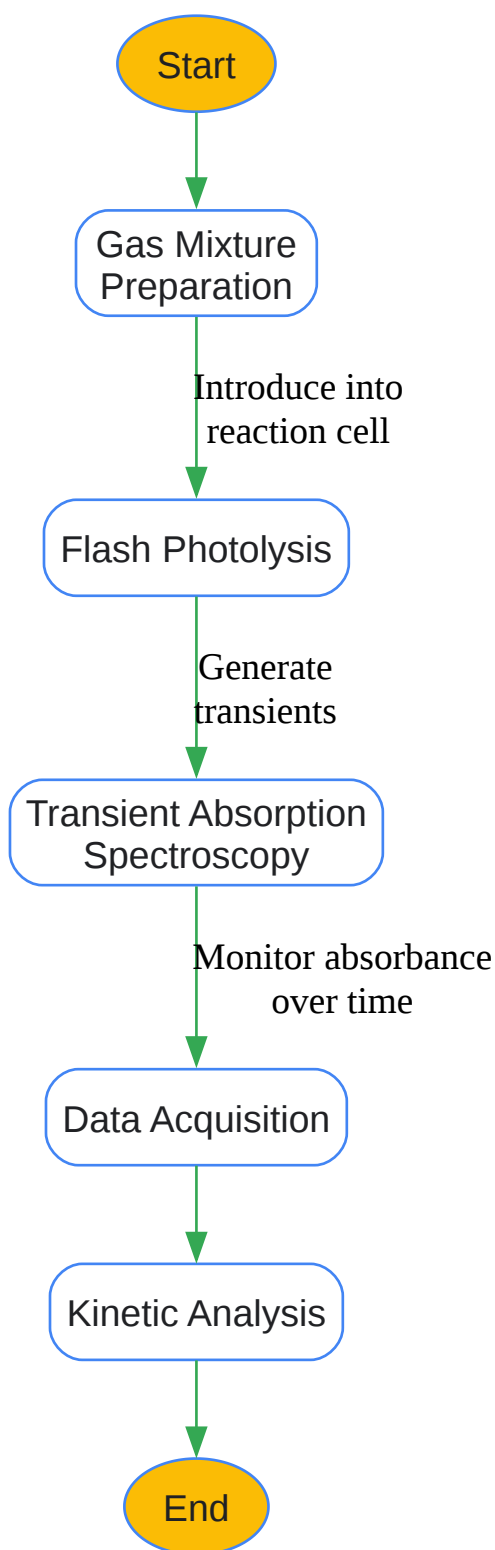 Start
Gas Mixture
Preparation
Introduce into
reaction cell
Flash Photolysis
Generate
transients
Transient Absorption
Spectroscopy
Monitor absorbance
over time
Data Acquisition
Kinetic Analysis
End